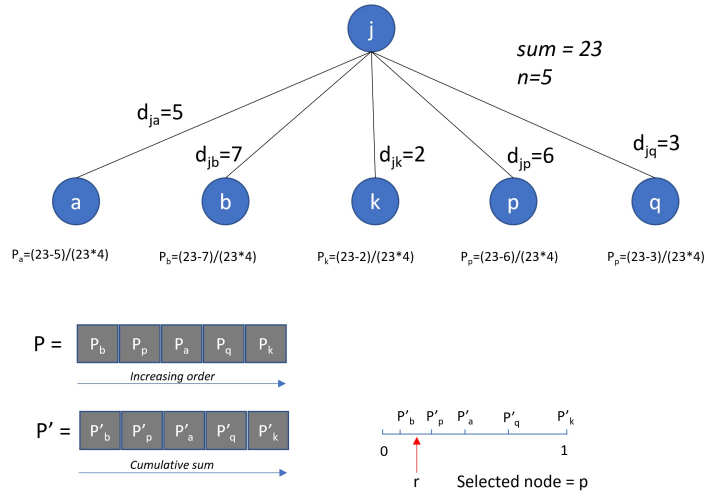 j
sum = 23
n=5
d_ja=5
d_jb=7
d_jk=2
d_jp=6
d_jq=3
a
b
k
p
q
P_a=(23-5)/(23*4)
P_b=(23-7)/(23*4)
P_k=(23-2)/(23*4)
P_p=(23-6)/(23*4)
P_p=(23-3)/(23*4)
P = P_b P_p P_a P_q P_k
Increasing order
P' = P'_b P'_p P'_a P'_q P'_k
Cumulative sum
P'_b P'_p P'_a P'_q P'_k
0 1
r
Selected node = p